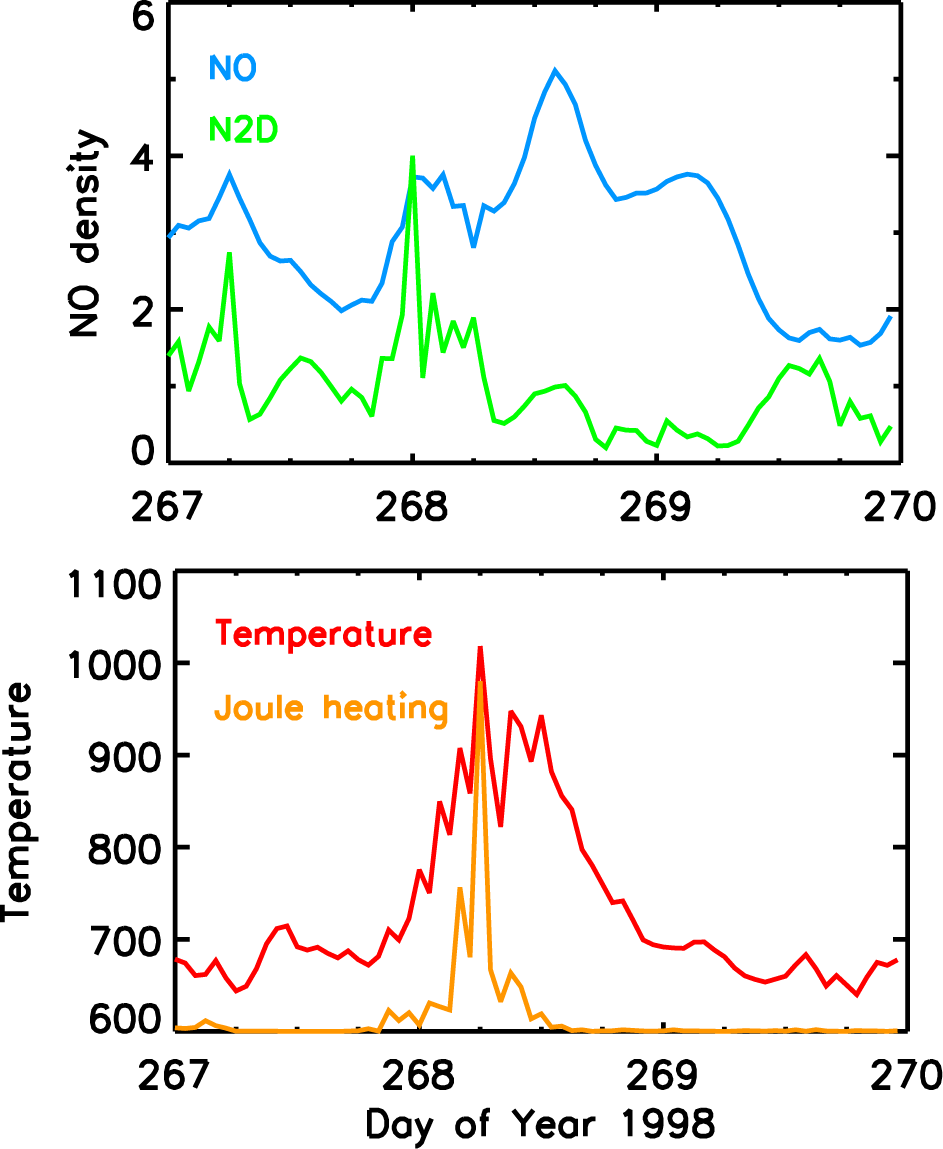 6
NO
N2D
4
NO density
2
0
267 268 269 270
1100
Temperature
1000
Joule heating
900
Temperature
800
700
600
267 268 269 270
Day of Year 1998